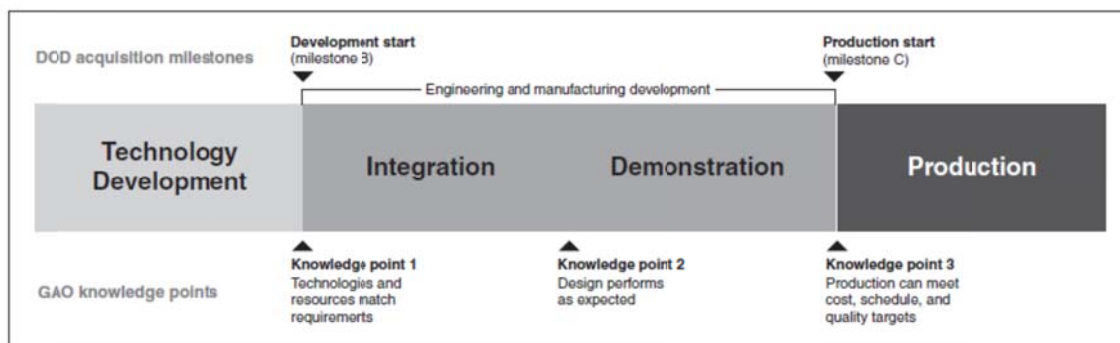 DOD acquisition milestones
Development start
(milestone B)
Production start
(milestone C)
Engineering and manufacturing development
Technology
Development
Integration
Demonstration
Production
GAO knowledge points
Knowledge point 1
Technologies and
resources match
requirements
Knowledge point 2
Design performs
as expected
Knowledge point 3
Production can meet
cost, schedule, and
quality targets